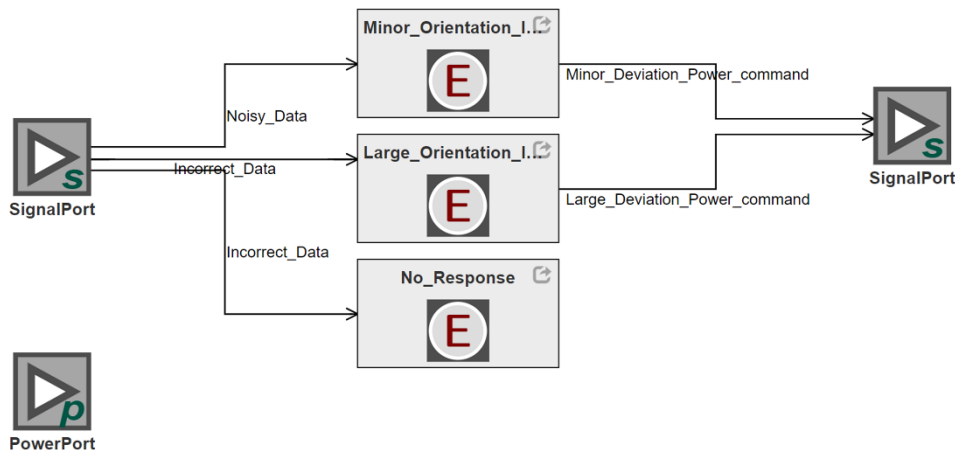 Minor_Orientation_I...
E
Minor_Deviation_Power_command
Noisy_Data
s
SignalPort
s
SignalPort
Large_Orientation_I...
E
Incorrect_Data
Large_Deviation_Power_command
Incorrect_Data
No_Response
E
p
PowerPort